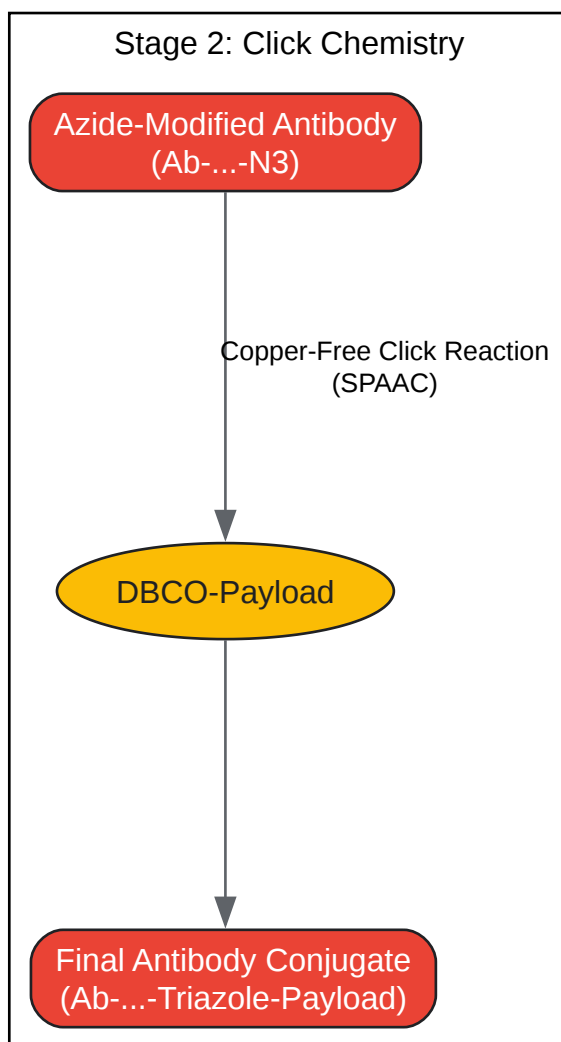 Stage 2: Click Chemistry
Azide-Modified Antibody
(Ab-...-N3)
Copper-Free Click Reaction
(SPAAC)
DBCO-Payload
Final Antibody Conjugate
(Ab-...-Triazole-Payload)